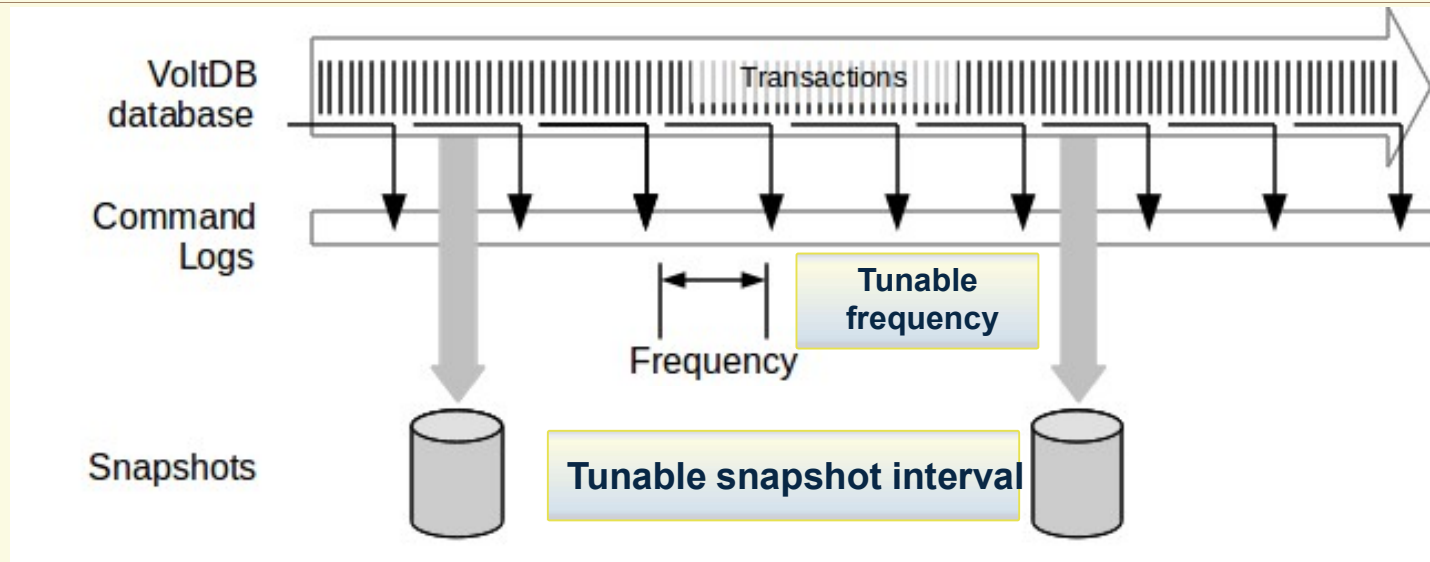 VoltDB
database
Transactions
Command
Logs
Tunable
frequency
Frequency
Snapshots
Tunable snapshot interval